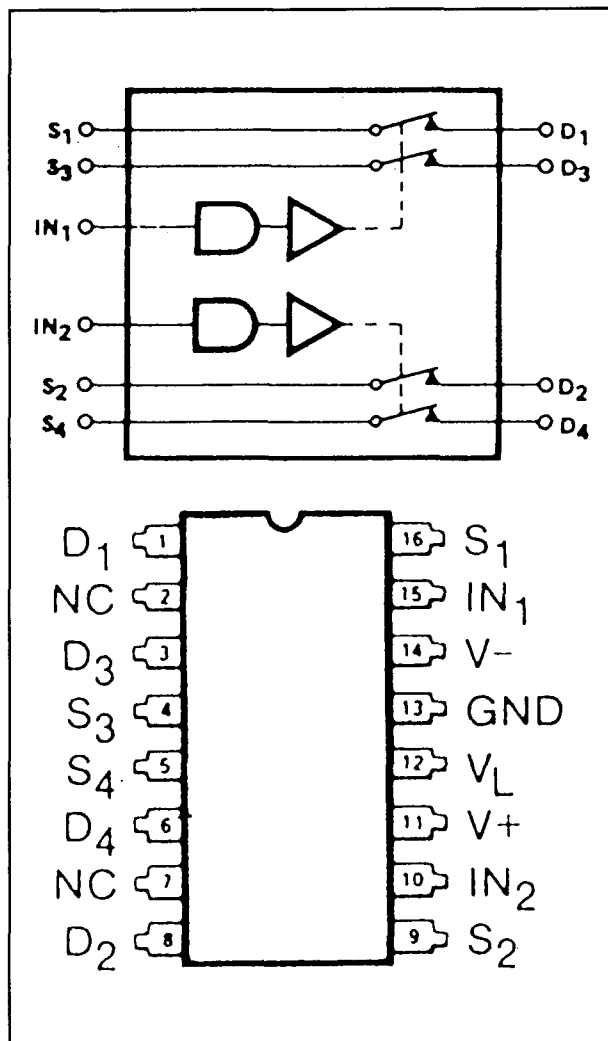 S1 D1
S3 D3
IN1
IN2
S2 D2
S4 D4
D1 1 16 S1
NC 2 15 IN1
D3 3 14 V-
S3 4 13 GND
S4 5 12 VL
D4 6 11 V+
NC 7 10 IN2
D2 8 9 S2